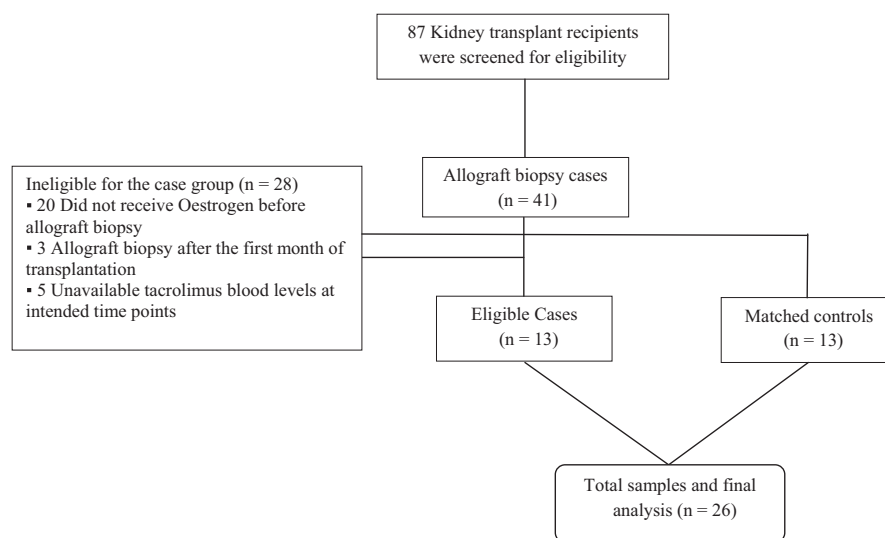 87 Kidney transplant recipients
were screened for eligibility
Allograft biopsy cases
(n = 41)
Ineligible for the case group (n = 28)
▪ 20 Did not receive Oestrogen before
allograft biopsy
▪ 3 Allograft biopsy after the first month of
transplantation
▪ 5 Unavailable tacrolimus blood levels at
intended time points
Eligible Cases
(n = 13)
Matched controls
(n = 13)
Total samples and final
analysis (n = 26)